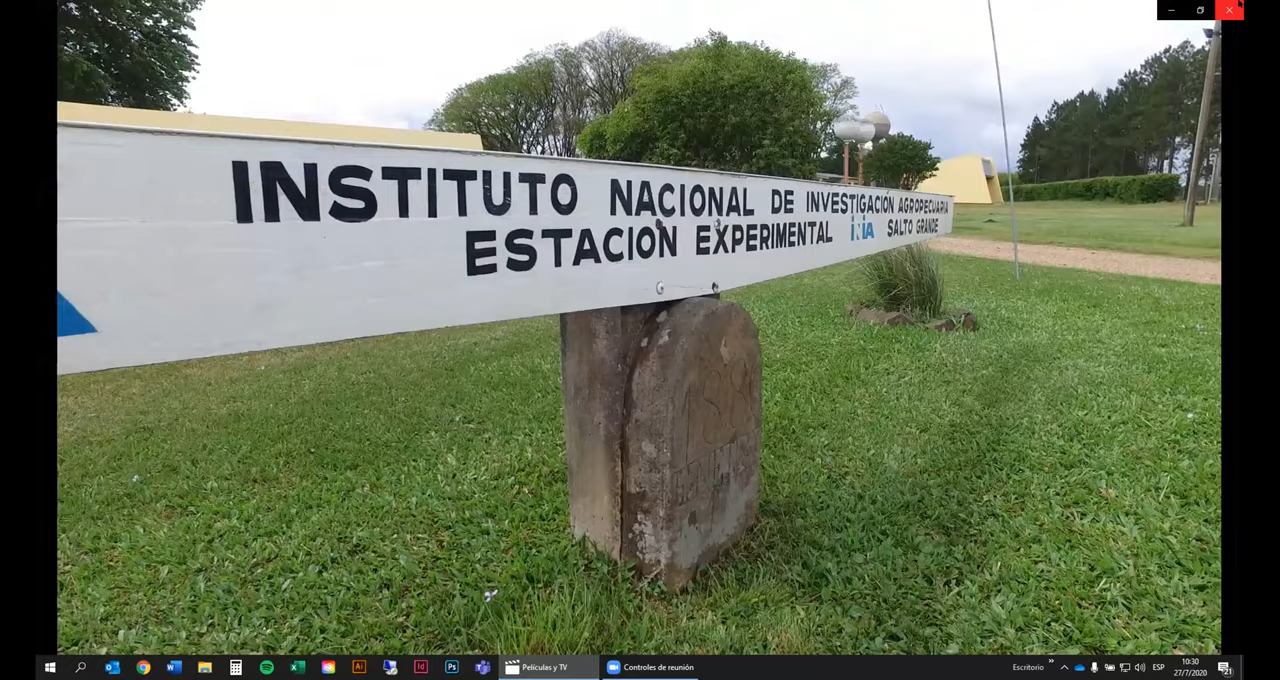 INSTITUTO NACIONAL DE INVESTIGACIÓN AGROPECUARIA
ESTACION EXPERIMENTAL INIA SALTO GRANDE
Películas y TV
Controles de reunión
Escritorio
ESP
10:30
27/7/2020
21